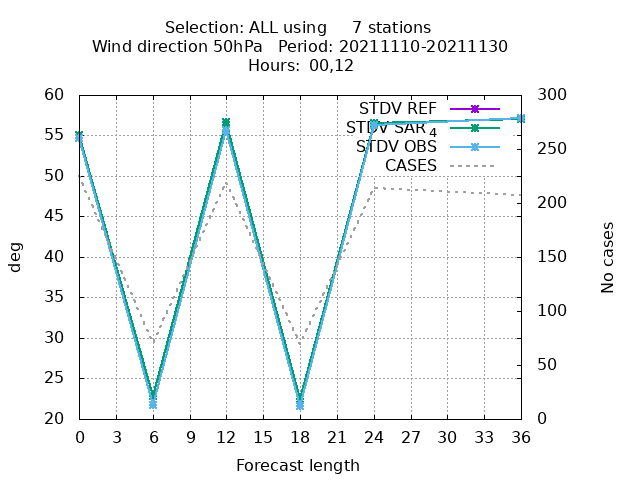 Selection: ALL using     7 stations
Wind direction 50hPa   Period: 20211110-20211130
Hours: 00,12
60
55
50
45
40
35
30
25
20
deg
300
250
200
150
100
50
0
No cases
STDV REF
STDV SAR4
STDV OBS
CASES
0 3 6 9 12 15 18 21 24 27 30 33 36
Forecast length